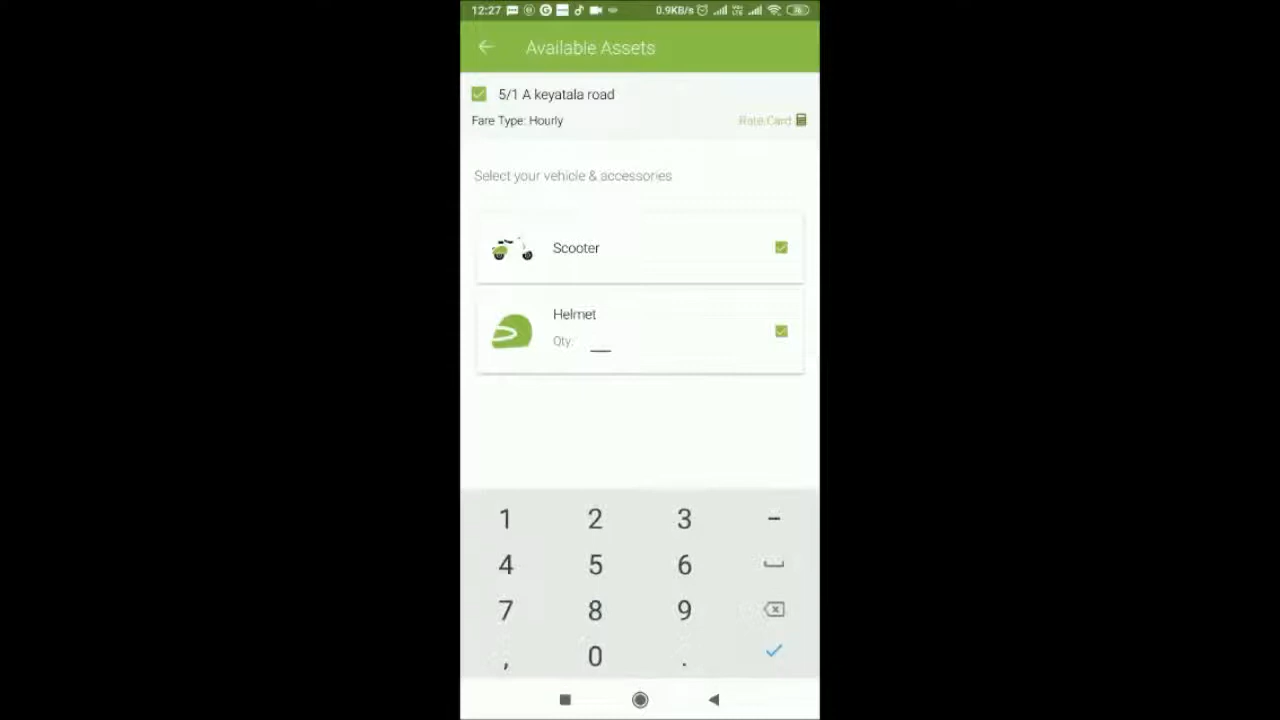 12:27 0.9KB/s
Available Assets
5/1 A keyatala road
Fare Type: Hourly
Rate Card
Select your vehicle & accessories
Scooter
Helmet
Qty:
1 2 3 -
4 5 6
7 8 9
, 0 .